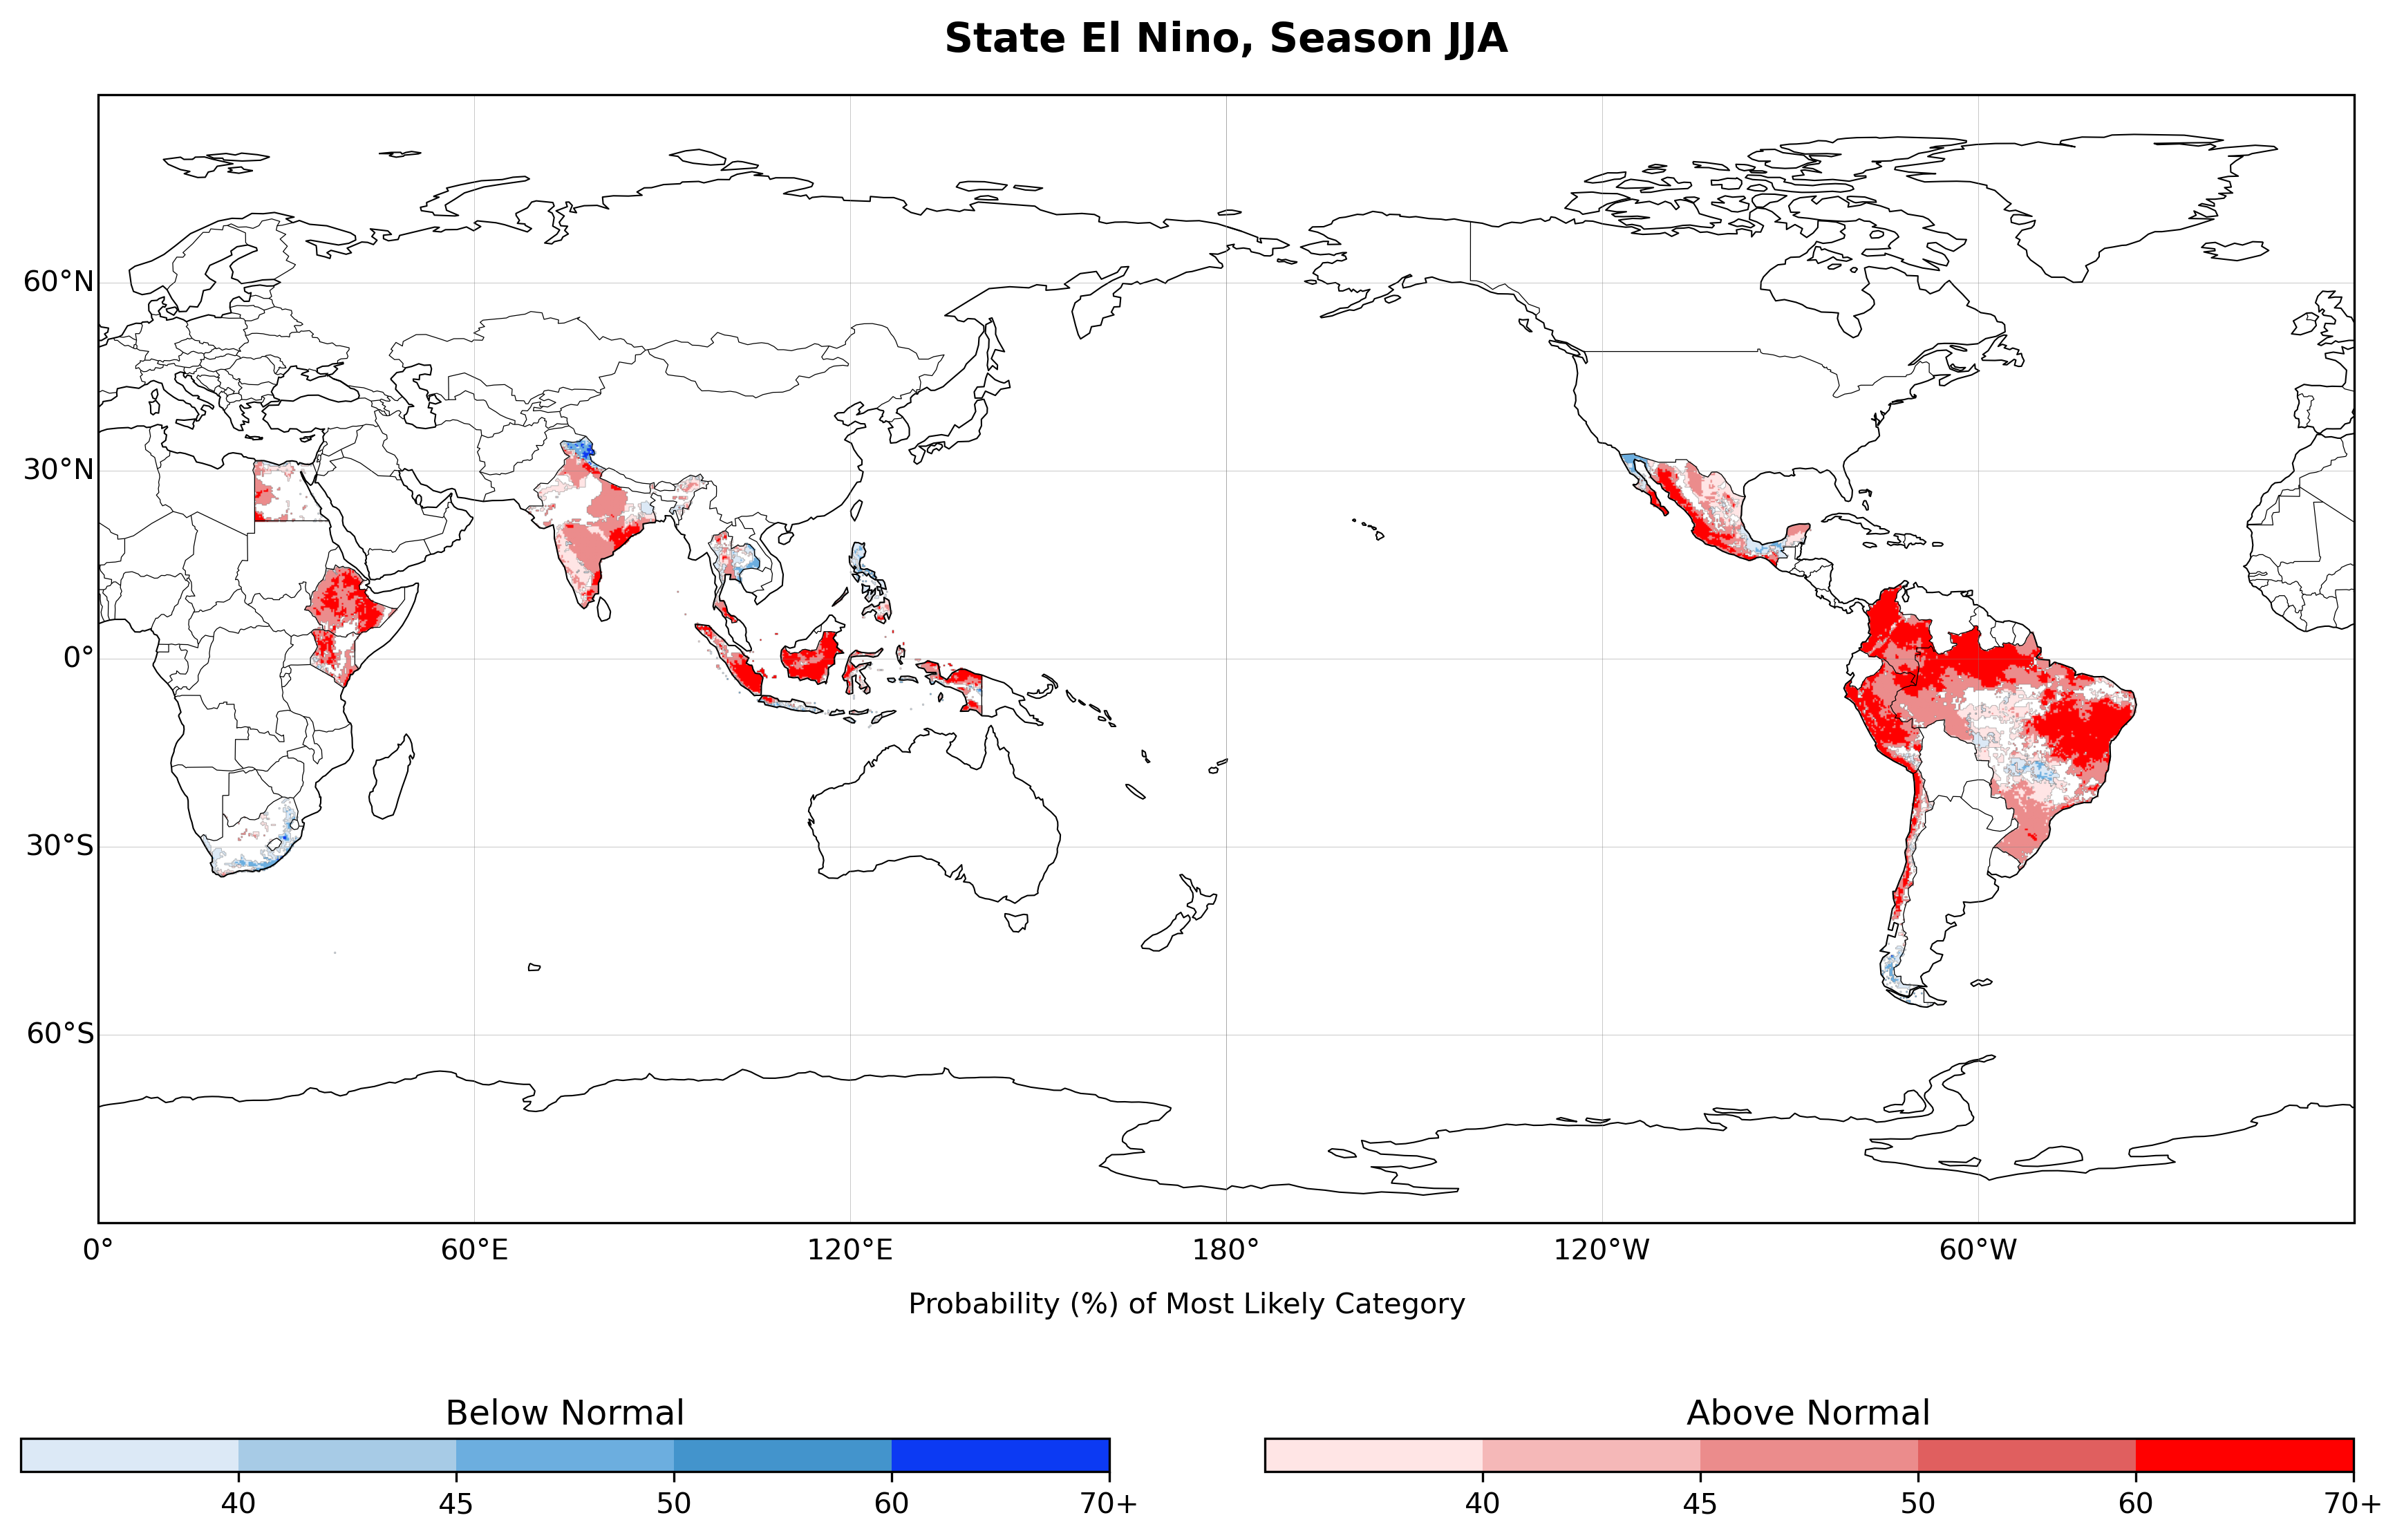 State El Nino, Season JJA
60°N
30°N
0°
30°S
60°S
0° 60°E 120°E 180° 120°W 60°W
Probability (%) of Most Likely Category
Below Normal
40 45 50 60 70+
Above Normal
40 45 50 60 70+